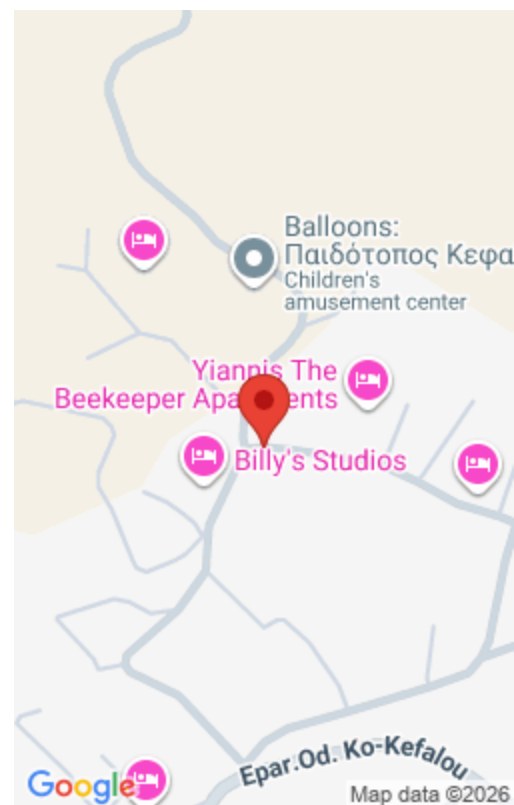 Balloons:
Παιδότοπος Κεφα
Children's
amusement center
Yiannis The
Beekeeper Apartments
Billy's Studios
Epar.Od. Ko-Kefalou
Google
Map data ©2026